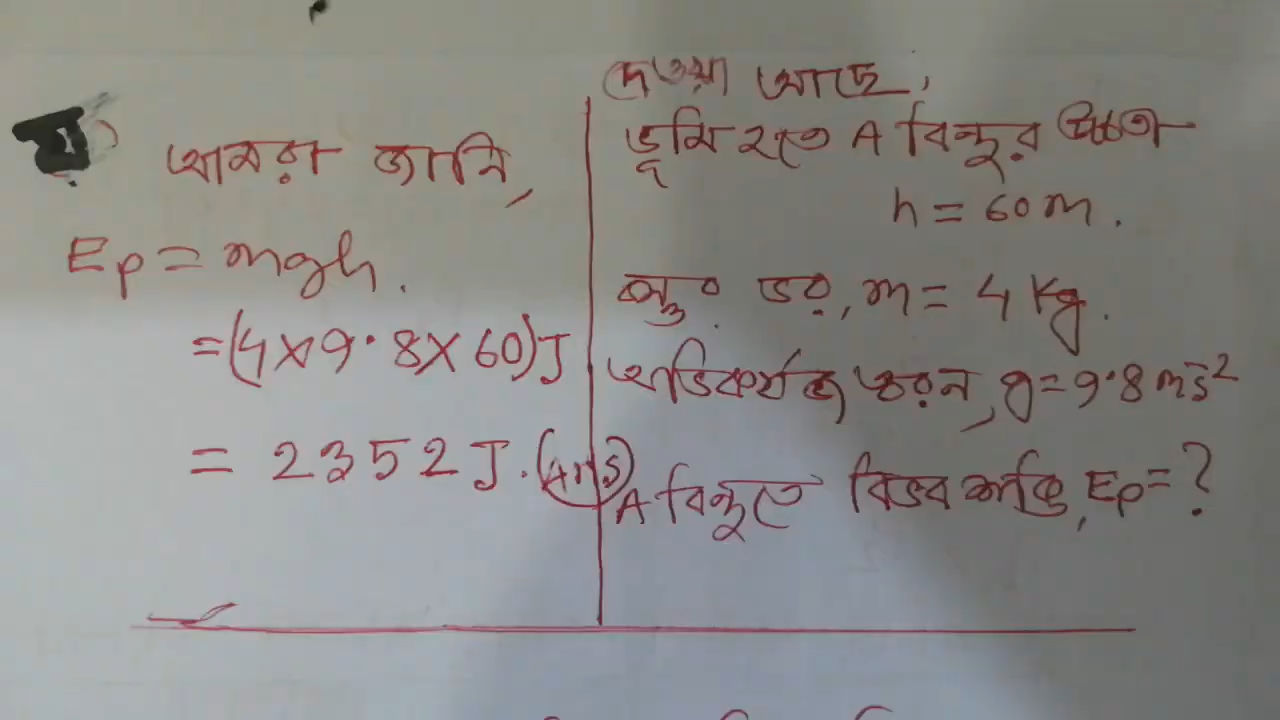 আমরা জানি,
Ep = mgh.
=(4×9.8×60)J
= 2352 J. (Ans)
দেওয়া আছে,
ভূমি হতে A বিন্দুর উচ্চতা
h = 60 m.
বস্তুর ভর, m = 4 Kg.
অভিকর্ষজ ত্বরন, g=9.8 ms⁻²
A বিন্দুতে বিভব শক্তি, Ep = ?